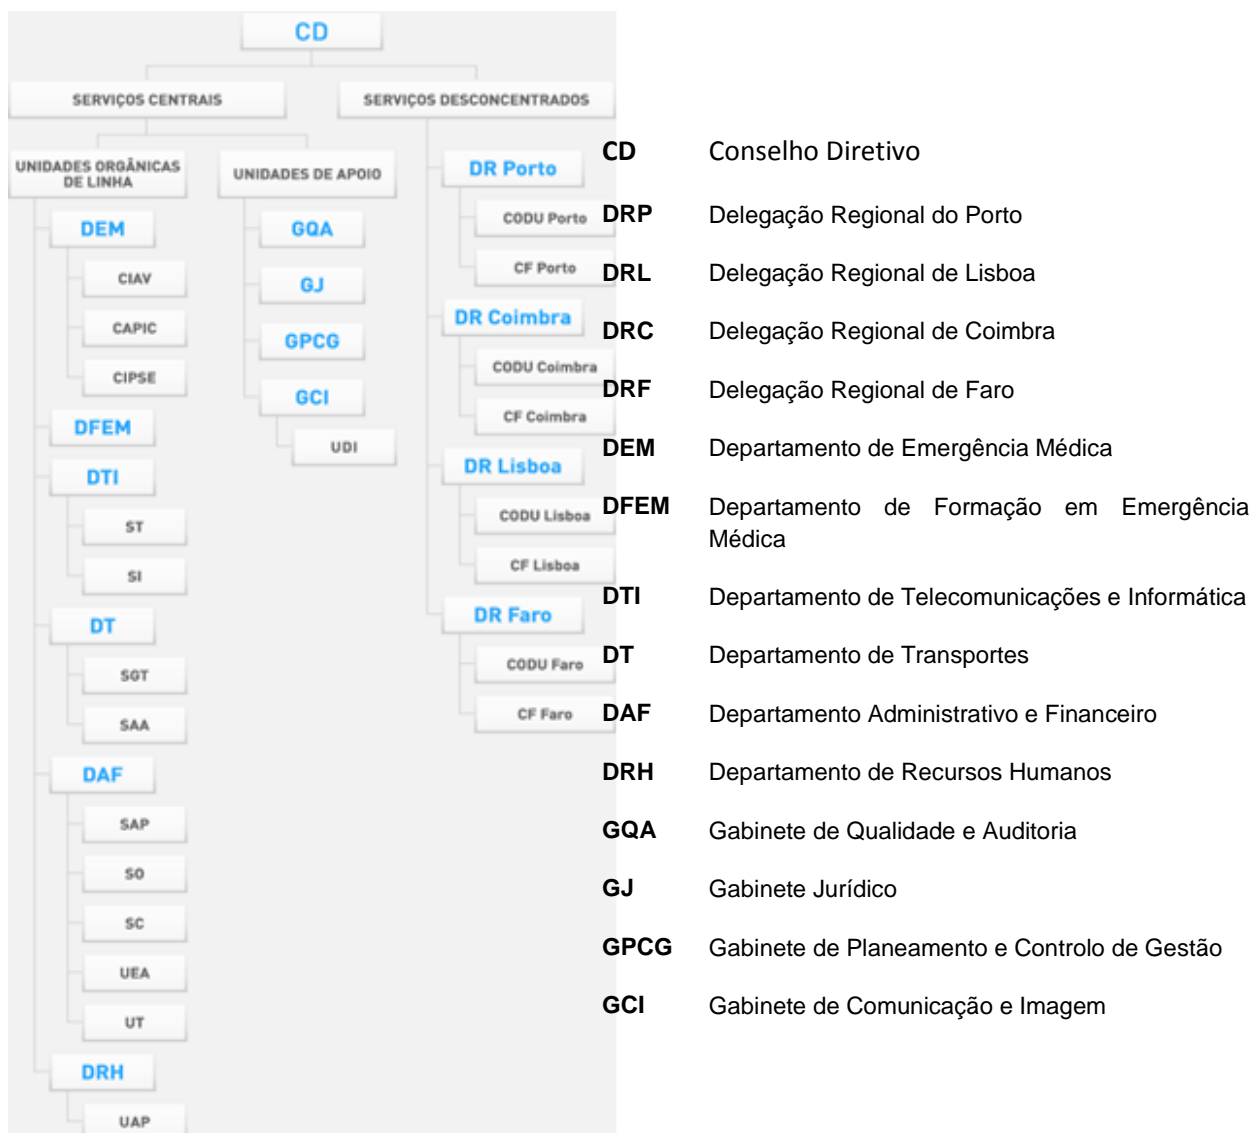 CD
SERVIÇOS CENTRAIS
SERVIÇOS DESCONCENTRADOS
UNIDADES ORGÂNICAS
DE LINHA
UNIDADES DE APOIO
DEM
CIAV
CAPIC
CIPSE
DFEM
DTI
ST
SI
DT
SGT
SAA
DAF
SAP
SO
SC
UEA
UT
DRH
UAP
GQA
GJ
GPCG
GCI
UDI
DR Porto
CODU Porto
CF Porto
DR Coimbra
CODU Coimbra
CF Coimbra
DR Lisboa
CODU Lisboa
CF Lisboa
DR Faro
CODU Faro
CF Faro
CD Conselho Diretivo
DRP Delegação Regional do Porto
DRL Delegação Regional de Lisboa
DRC Delegação Regional de Coimbra
DRF Delegação Regional de Faro
DEM Departamento de Emergência Médica
DFEM Departamento de Formação em Emergência
Médica
DTI Departamento de Telecomunicações e Informática
DT Departamento de Transportes
DAF Departamento Administrativo e Financeiro
DRH Departamento de Recursos Humanos
GQA Gabinete de Qualidade e Auditoria
GJ Gabinete Jurídico
GPCG Gabinete de Planeamento e Controlo de Gestão
GCI Gabinete de Comunicação e Imagem